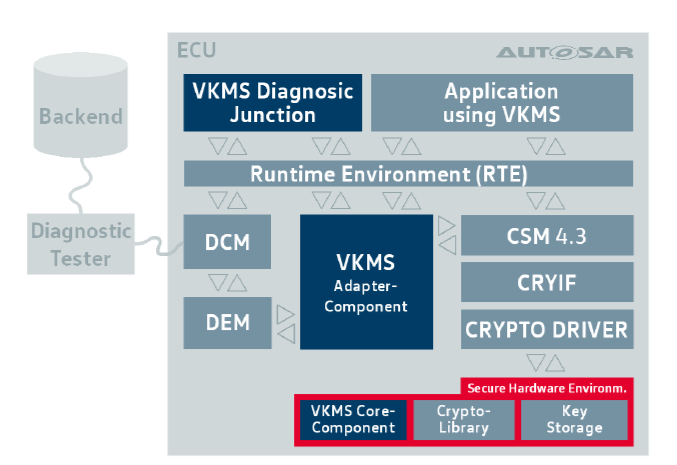 ECU
AUTOSAR
VKMS Diagnosic
Junction
Application
using VKMS
Backend
Runtime Environment (RTE)
Diagnostic
Tester
DCM
VKMS
Adapter-
Component
CSM 4.3
CRYIF
DEM
CRYPTO DRIVER
Secure Hardware Environm.
VKMS Core-
Component
Crypto-
Library
Key
Storage